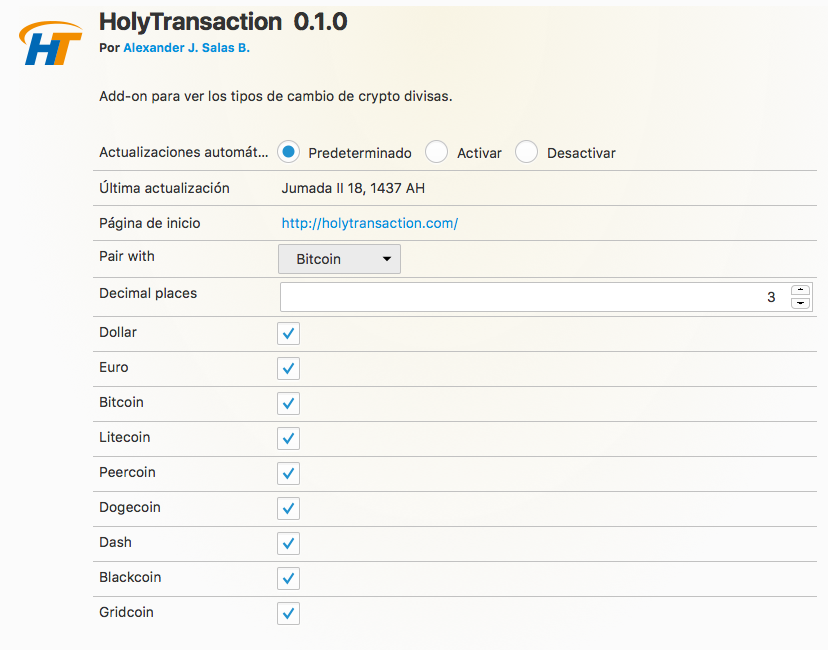 HT
HolyTransaction 0.1.0
Por Alexander J. Salas B.
Add-on para ver los tipos de cambio de crypto divisas.
Actualizaciones automát... Predeterminado Activar Desactivar
Última actualización Jumada II 18, 1437 AH
Página de inicio http://holytransaction.com/
Pair with Bitcoin
Decimal places 3
Dollar
Euro
Bitcoin
Litecoin
Peercoin
Dogecoin
Dash
Blackcoin
Gridcoin